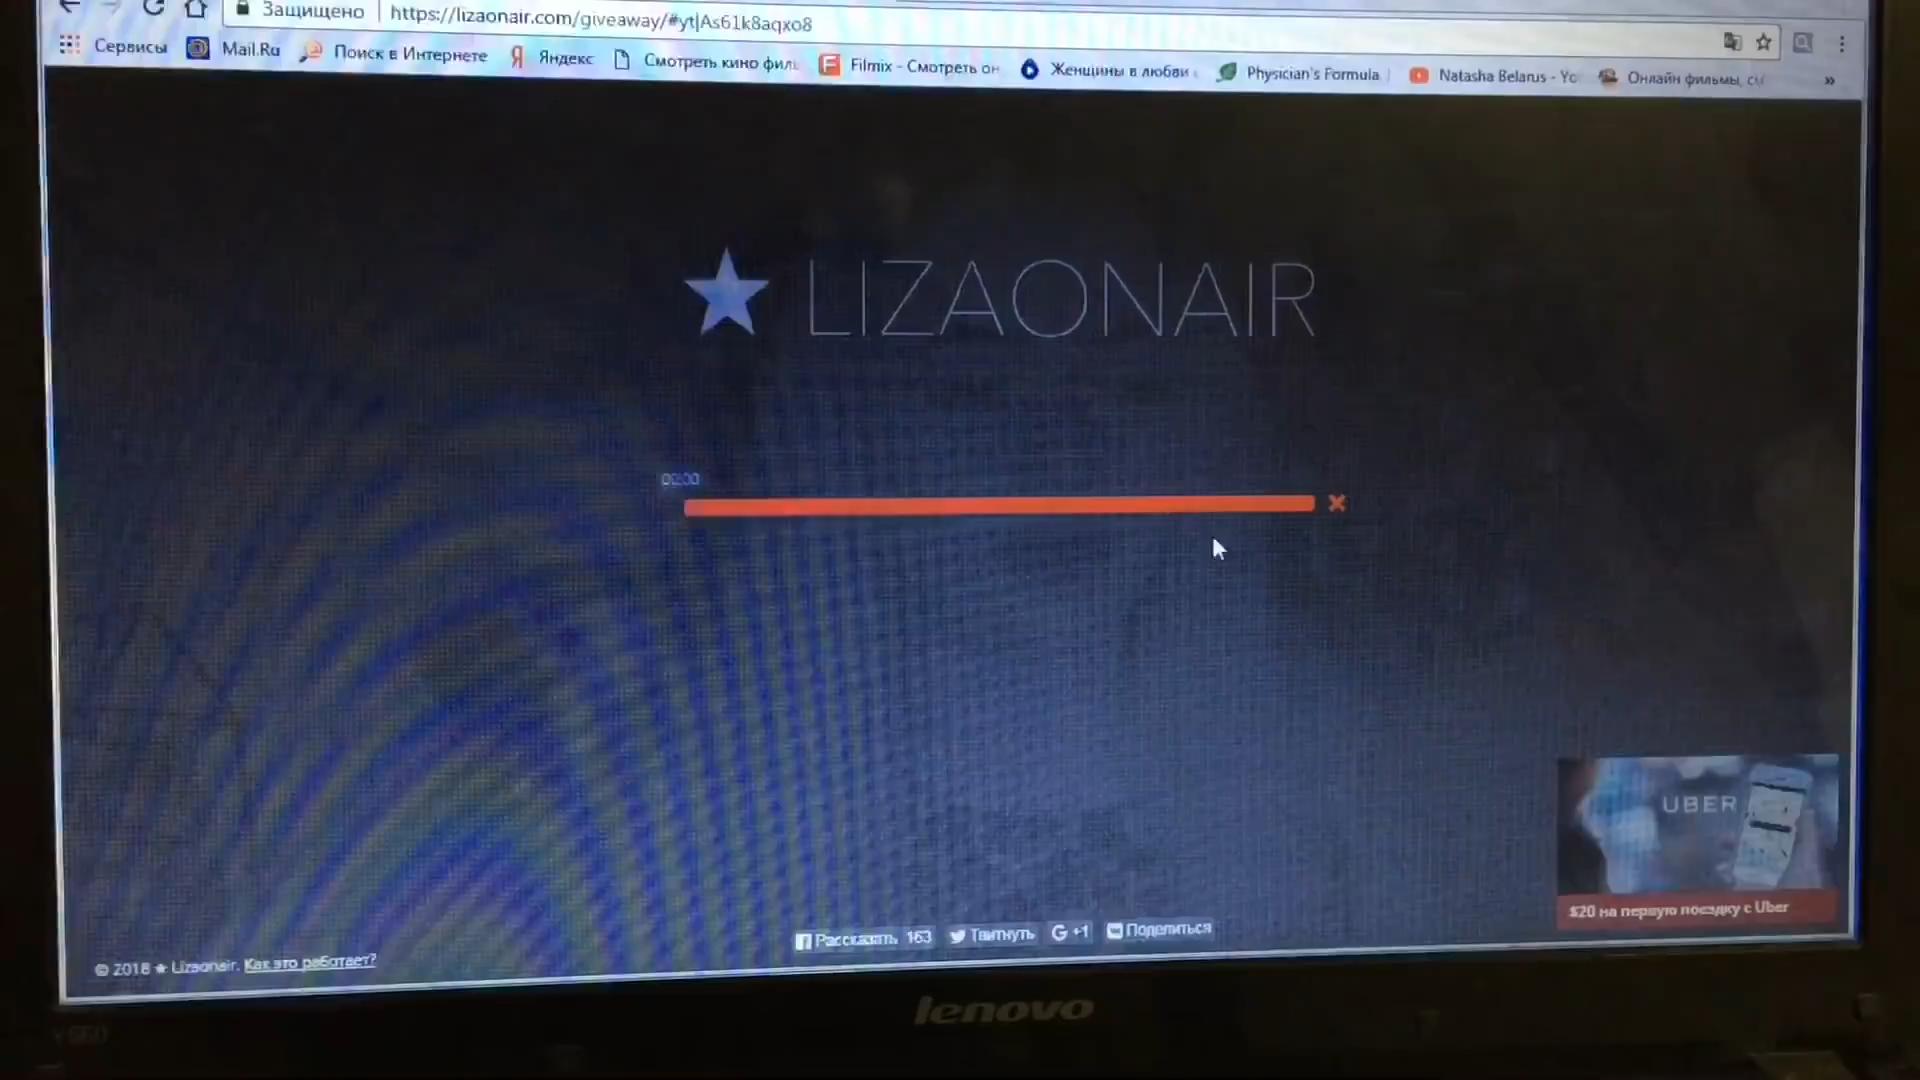 Защищено https://lizaonair.com/giveaway/#yt|As61k8aqxo8
Сервисы Mail.Ru Поиск в Интернете Яндекс Смотреть кино фил Filmix - Смотреть он Женщины в любви Physician's Formula Natasha Belarus - Yo Онлайн фильмы, см »
★ LIZAONAIR
00:00
UBER
$20 на первую поездку с Uber
Рассказать 163 Твитнуть G +1 Поделиться
© 2018 ★ Lizaonair. Как это работает?
lenovo